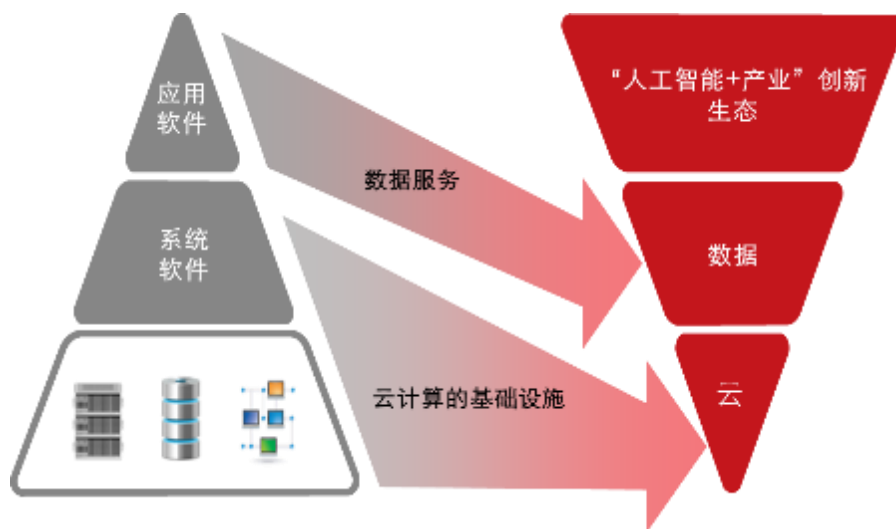 应用
软件
系统
软件
数据服务
云计算的基础设施
“人工智能+产业”创新
生态
数据
云